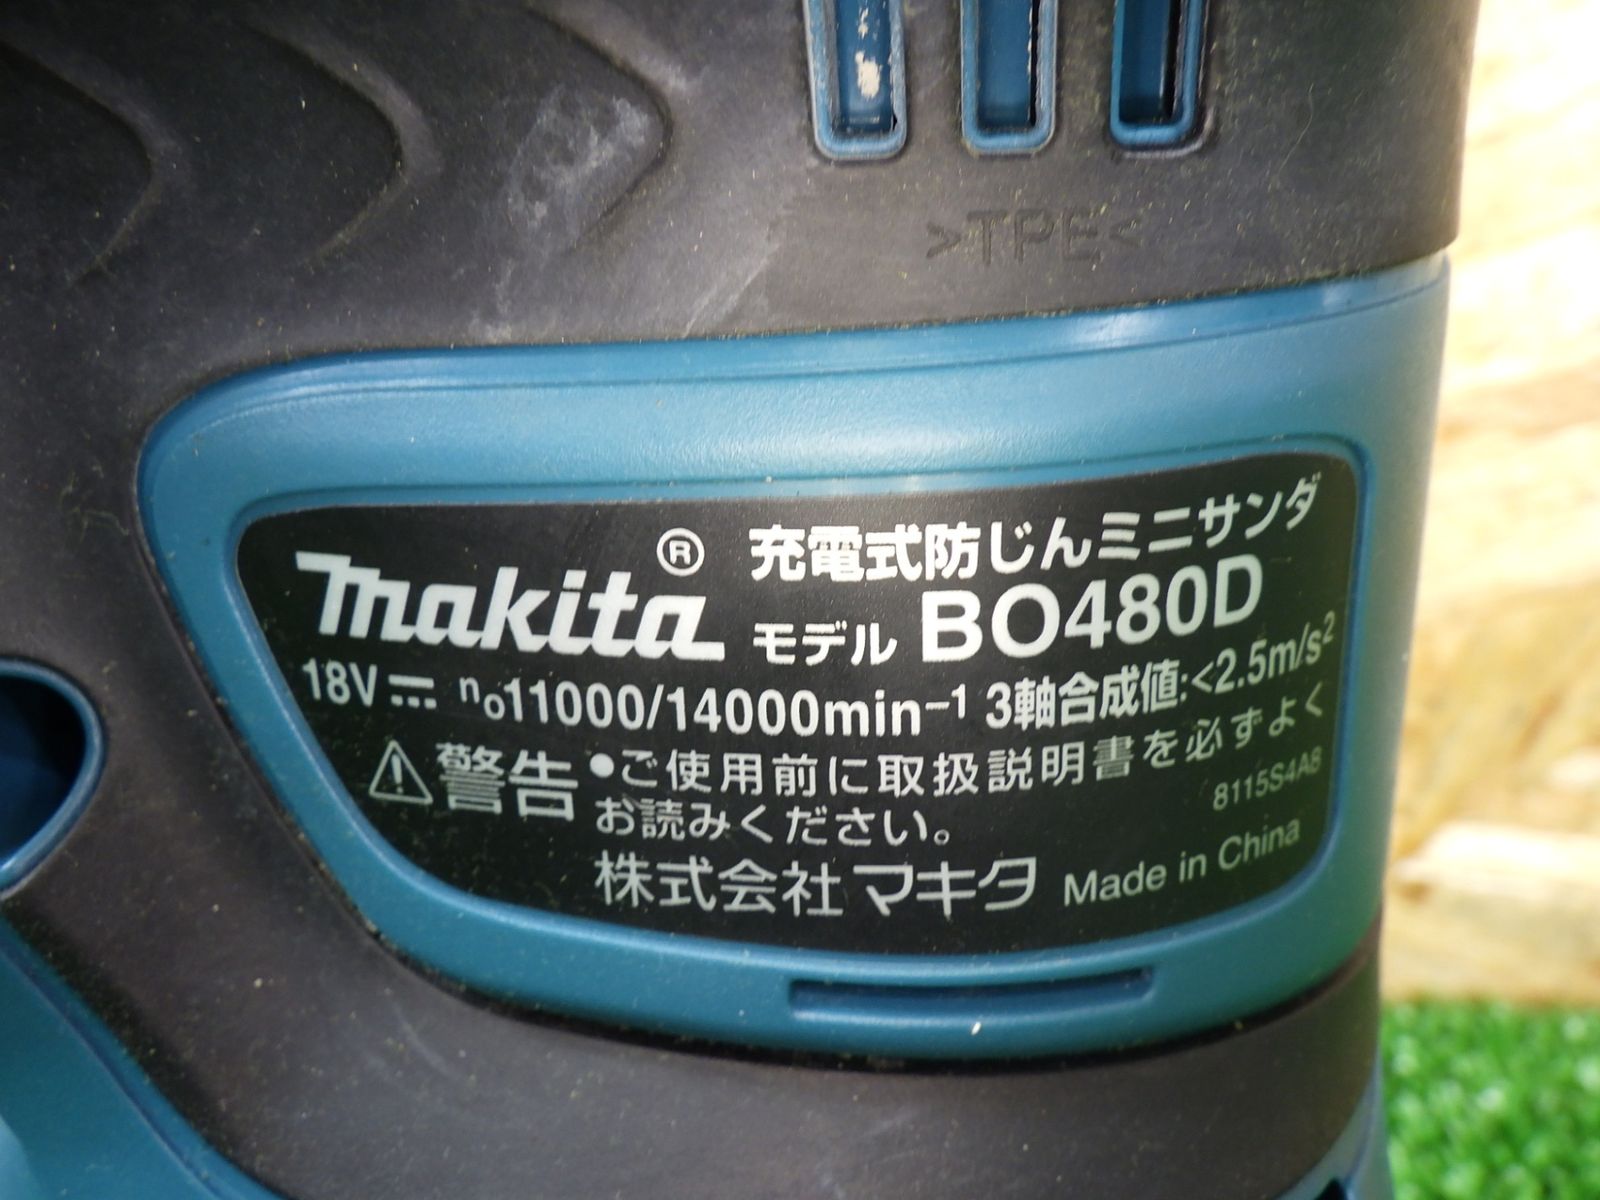 >TPE<
makita® 充電式防じんミニサンダ
モデル BO480D
18V⎓ n₀11000/14000min⁻¹ 3軸合成値:<2.5m/s²
⚠警告 ●ご使用前に取扱説明書を必ずよく
お読みください。
8115S4A8
株式会社マキタ Made in China